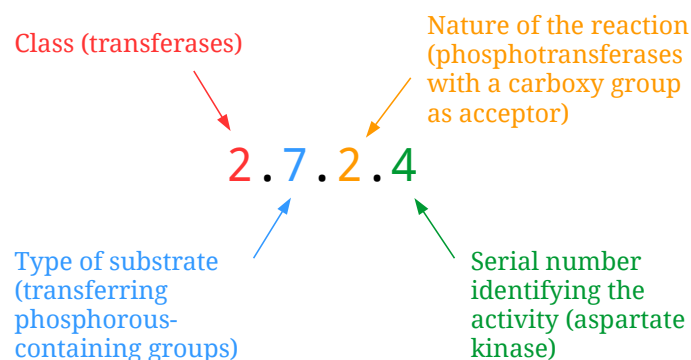 Class (transferases)
Nature of the reaction
(phosphotransferases
with a carboxy group
as acceptor)
2.7.2.4
Type of substrate
(transferring
phosphorous-
containing groups)
Serial number
identifying the
activity (aspartate
kinase)